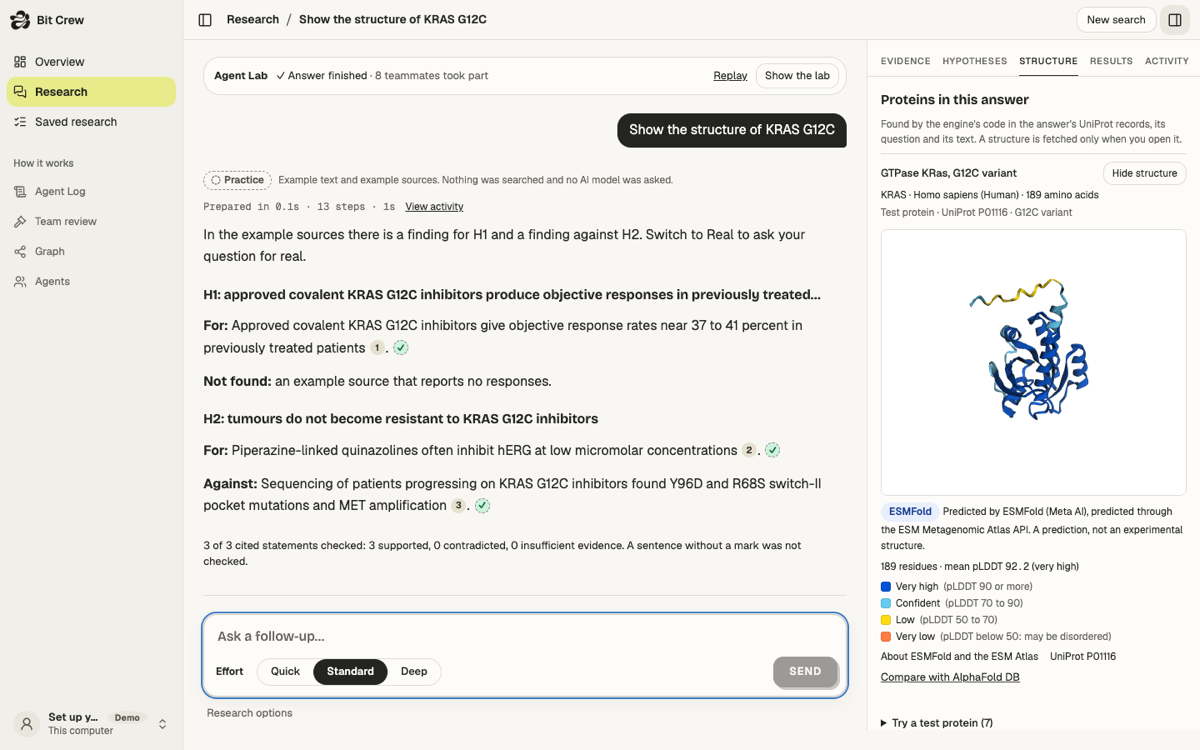 Bit Crew
Overview
Research
Saved research
How it works
Agent Log
Team review
Graph
Agents
Set up y... Demo
This computer
Research / Show the structure of KRAS G12C
New search
Agent Lab ✓ Answer finished · 8 teammates took part
Replay
Show the lab
Show the structure of KRAS G12C
Practice Example text and example sources. Nothing was searched and no AI model was asked.
Prepared in 0.1s · 13 steps · 1s View activity
In the example sources there is a finding for H1 and a finding against H2. Switch to Real to ask your
question for real.
H1: approved covalent KRAS G12C inhibitors produce objective responses in previously treated...
For: Approved covalent KRAS G12C inhibitors give objective response rates near 37 to 41 percent in
previously treated patients 1 .
Not found: an example source that reports no responses.
H2: tumours do not become resistant to KRAS G12C inhibitors
For: Piperazine-linked quinazolines often inhibit hERG at low micromolar concentrations 2 .
Against: Sequencing of patients progressing on KRAS G12C inhibitors found Y96D and R68S switch-II
pocket mutations and MET amplification 3 .
3 of 3 cited statements checked: 3 supported, 0 contradicted, 0 insufficient evidence. A sentence without a mark was not
checked.
Ask a follow-up...
Effort Quick Standard Deep
SEND
Research options
EVIDENCE HYPOTHESES STRUCTURE RESULTS ACTIVITY
Proteins in this answer
Found by the engine's code in the answer's UniProt records, its
question and its text. A structure is fetched only when you open it.
GTPase KRas, G12C variant
Hide structure
KRAS · Homo sapiens (Human) · 189 amino acids
Test protein · UniProt P01116 · G12C variant
ESMFold Predicted by ESMFold (Meta AI), predicted through
the ESM Metagenomic Atlas API. A prediction, not an experimental
structure.
189 residues · mean pLDDT 92.2 (very high)
Very high (pLDDT 90 or more)
Confident (pLDDT 70 to 90)
Low (pLDDT 50 to 70)
Very low (pLDDT below 50: may be disordered)
About ESMFold and the ESM Atlas UniProt P01116
Compare with AlphaFold DB
Try a test protein (7)